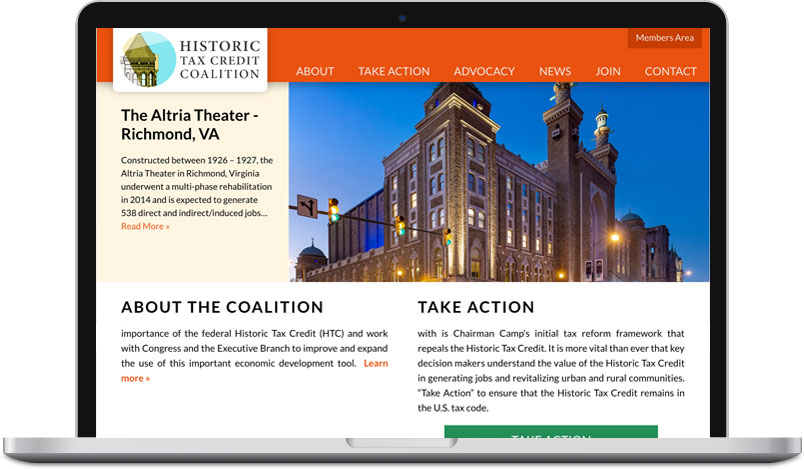 HISTORIC
TAX CREDIT
COALITION
Members Area
ABOUT TAKE ACTION ADVOCACY NEWS JOIN CONTACT
The Altria Theater -
Richmond, VA
Constructed between 1926 – 1927, the
Altria Theater in Richmond, Virginia
underwent a multi-phase rehabilitation
in 2014 and is expected to generate
538 direct and indirect/induced jobs...
Read More »
ABOUT THE COALITION
importance of the federal Historic Tax Credit (HTC) and work
with Congress and the Executive Branch to improve and expand
the use of this important economic development tool. Learn
more »
TAKE ACTION
with is Chairman Camp's initial tax reform framework that
repeals the Historic Tax Credit. It is more vital than ever that key
decision makers understand the value of the Historic Tax Credit
in generating jobs and revitalizing urban and rural communities.
“Take Action” to ensure that the Historic Tax Credit remains in
the U.S. tax code.
TAKE ACTION